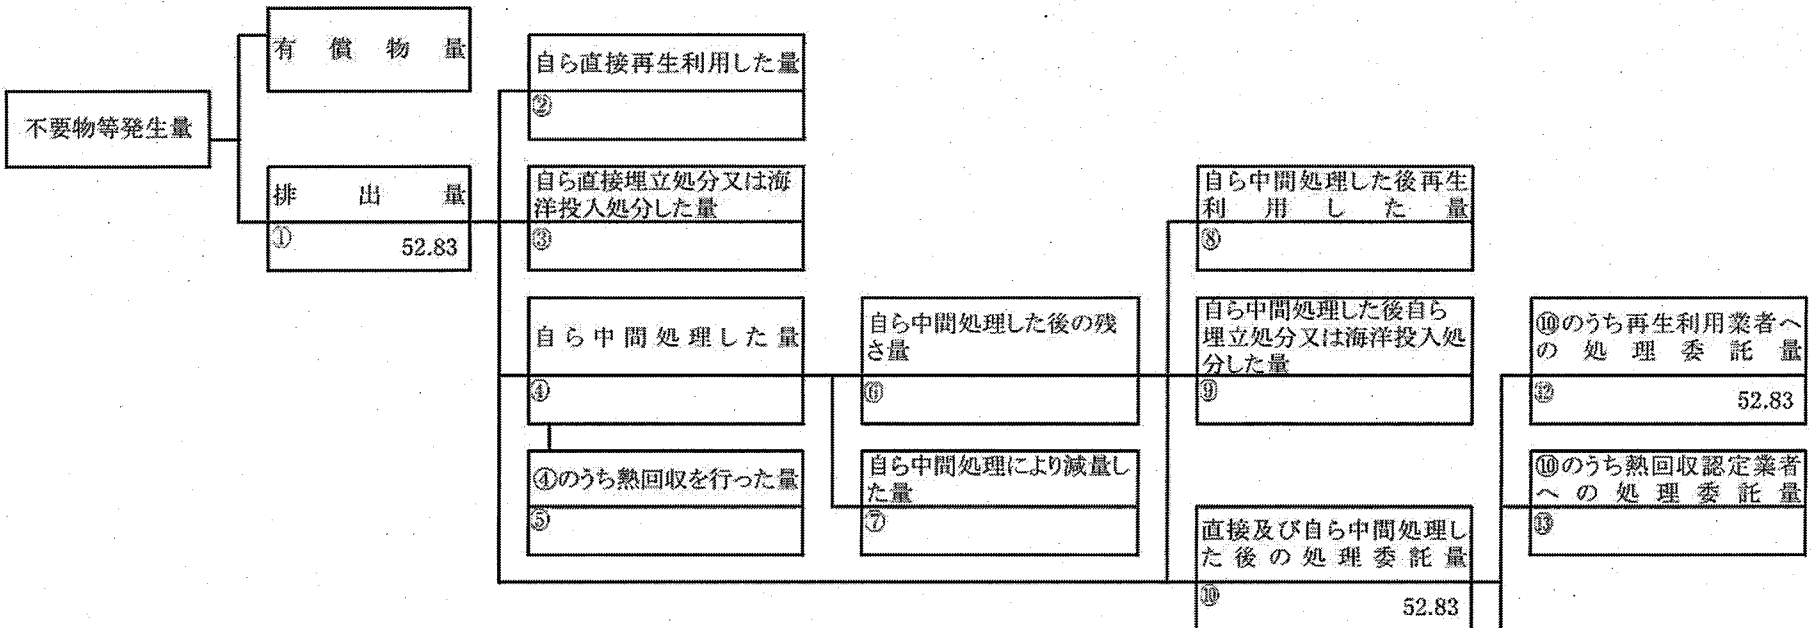 有償物量
不要物等発生量
排出量
① 52.83
自ら直接再生利用した量
②
自ら直接埋立処分又は海
洋投入処分した量
③
自ら中間処理した量
④
④のうち熱回収を行った量
⑤
自ら中間処理した後の残
さ量
⑥
自ら中間処理により減量し
た量
⑦
自ら中間処理した後再生
利用した量
⑧
自ら中間処理した後自ら
埋立処分又は海洋投入処
分した量
⑨
直接及び自ら中間処理し
た後の処理委託量
⑩ 52.83
⑩のうち再生利用業者へ
の処理委託量
⑫ 52.83
⑩のうち熱回収認定業者
への処理委託量
⑬